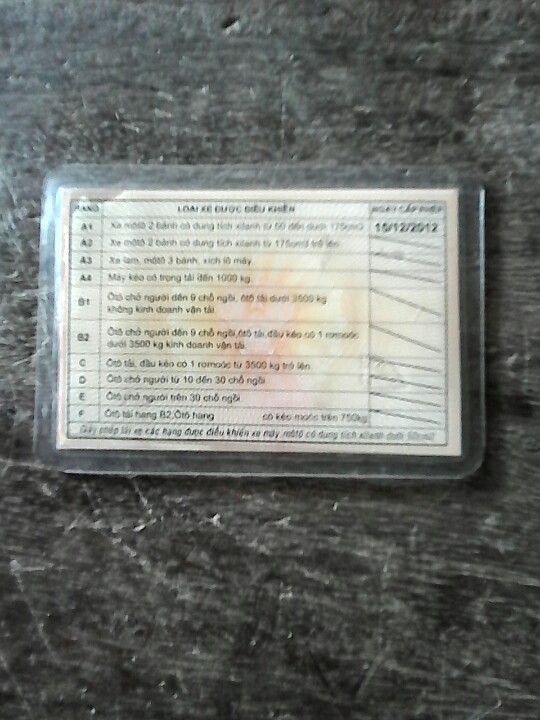 HẠNG LOẠI XE ĐƯỢC ĐIỀU KHIỂN NGÀY CẤP PHÉP
A1 Xe môtô 2 bánh có dung tích xilanh từ 50 đến dưới 175cm3 15/12/2012
A2 Xe môtô 2 bánh có dung tích xilanh từ 175cm3 trở lên.
A3 Xe lam, môtô 3 bánh, xích lô máy.
A4 Máy kéo có trọng tải đến 1000 kg.
B1 Ôtô chở người đến 9 chỗ ngồi, ôtô tải dưới 3500 kg
không kinh doanh vận tải.
B2 Ôtô chở người đến 9 chỗ ngồi,ôtô tải,đầu kéo có 1 rơmoóc
dưới 3500 kg kinh doanh vận tải.
C Ôtô tải, đầu kéo có 1 rơmoóc từ 3500 kg trở lên.
D Ôtô chở người từ 10 đến 30 chỗ ngồi
E Ôtô chở người trên 30 chỗ ngồi
F Ôtô tải hạng B2,Ôtô hạng có kéo moóc trên 750kg
Giấy phép lái xe các hạng được điều khiển xe máy môtô có dung tích xilanh dưới